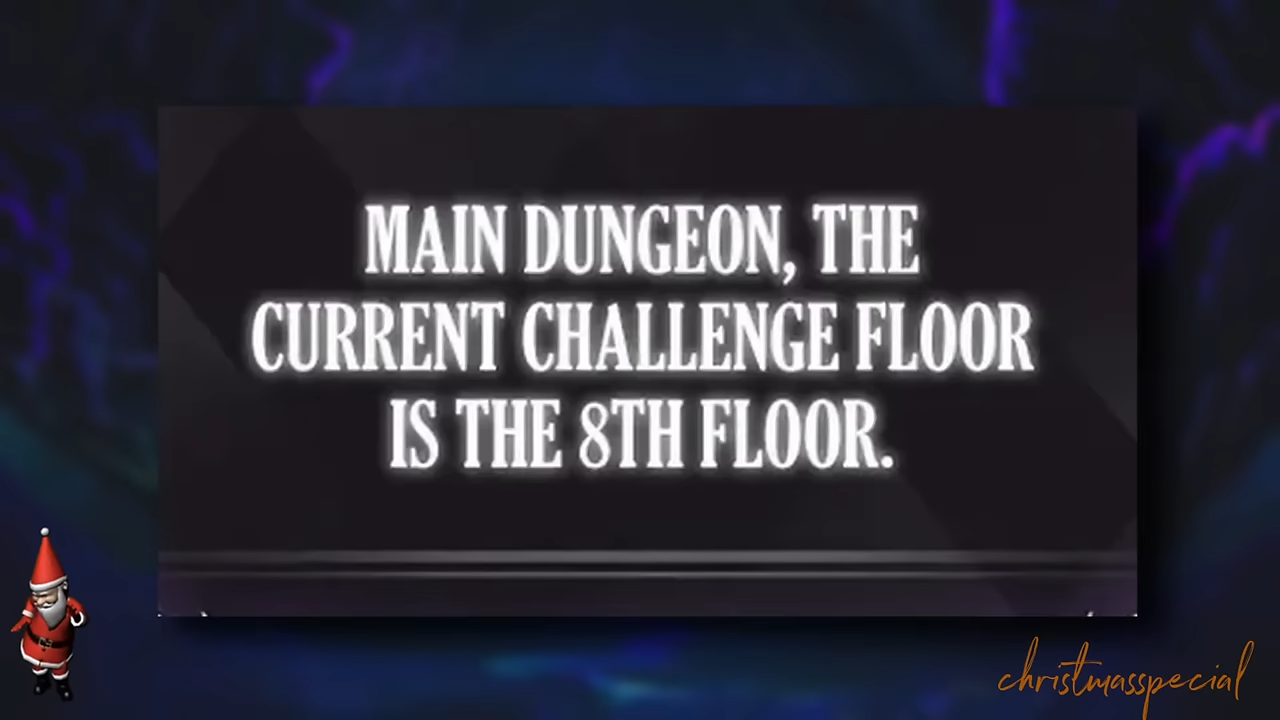 MAIN DUNGEON, THE
CURRENT CHALLENGE FLOOR
IS THE 8TH FLOOR.
christmasspecial